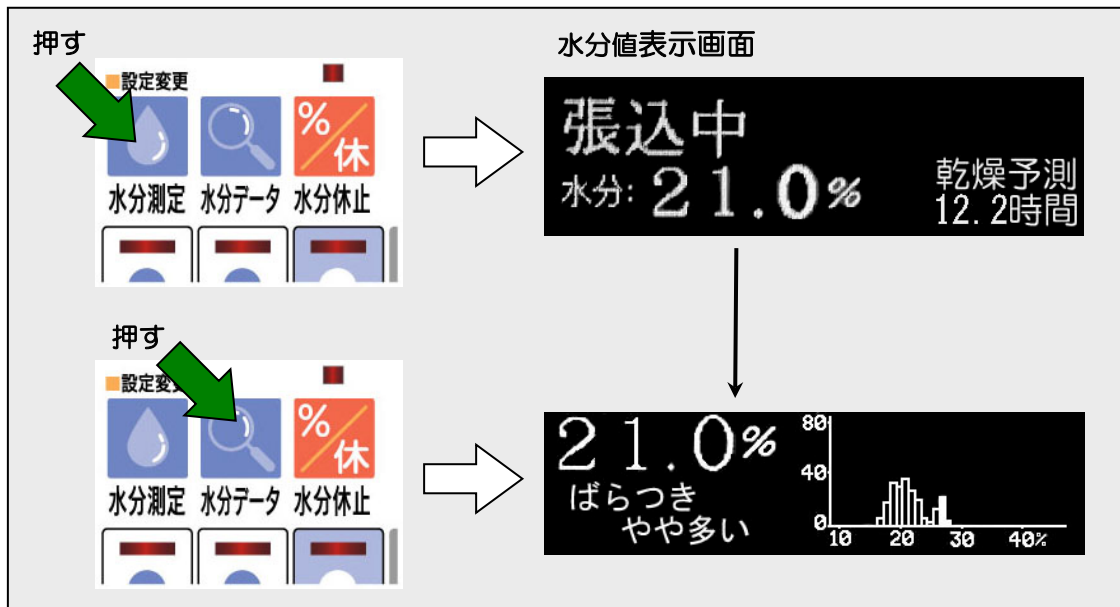 押す
設定変更
%
休
水分測定 水分データ 水分休止
水分値表示画面
張込中
水分: 21.0%
乾燥予測
12.2時間
押す
設定変
%
休
水分測定 水分データ 水分休止
21.0%
ばらつき
やや多い
80
40
0
10 20 30 40%